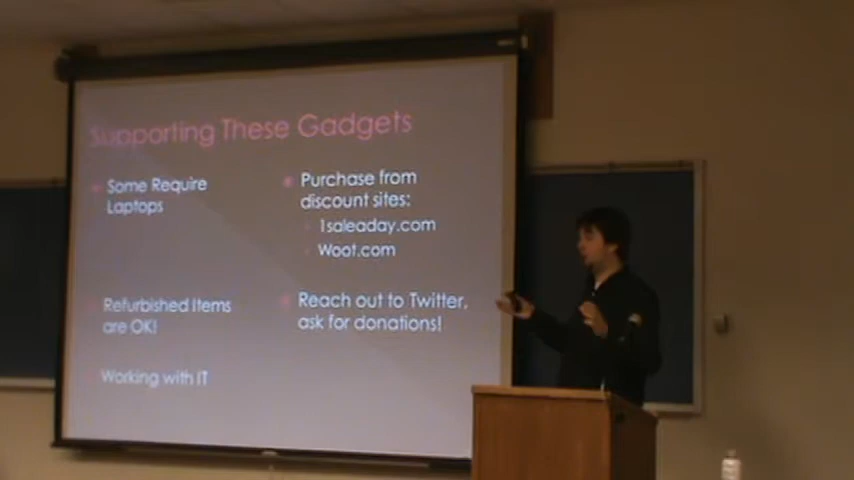 Supporting These Gadgets
Some Require
Laptops
Refurbished Items
are OK!
Working with IT
Purchase from
discount sites:
1saleaday.com
Woot.com
Reach out to Twitter,
ask for donations!